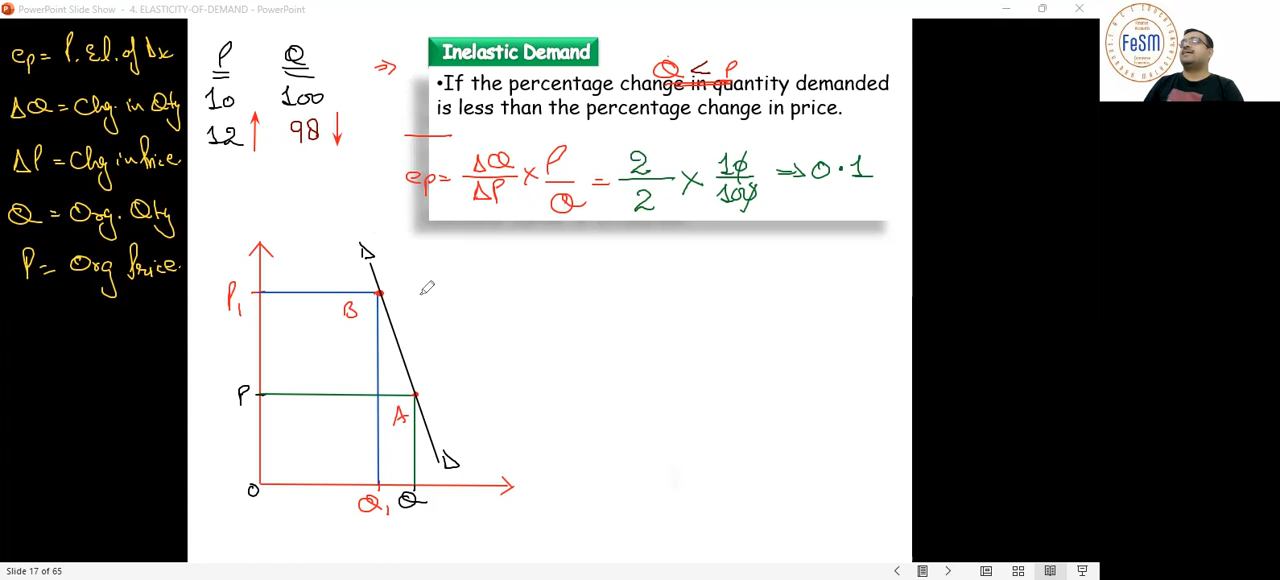 PowerPoint Slide Show - 4. ELASTICITY-OF-DEMAND - PowerPoint
ep = P. El. of Dx
ΔQ = Chg. in Qty
ΔP = Chg in Price
Q = Org. Qty
P = Org Price
P Q
10 100
12 98
⇒ Inelastic Demand
Q < P
•If the percentage change in quantity demanded
is less than the percentage change in price.
ep = ΔQ/ΔP × P/Q = 2/2 × 10/100 ⇒ 0.1
D
P1
B
P
A
D
O
Q1 Q
FeSM
Slide 17 of 65